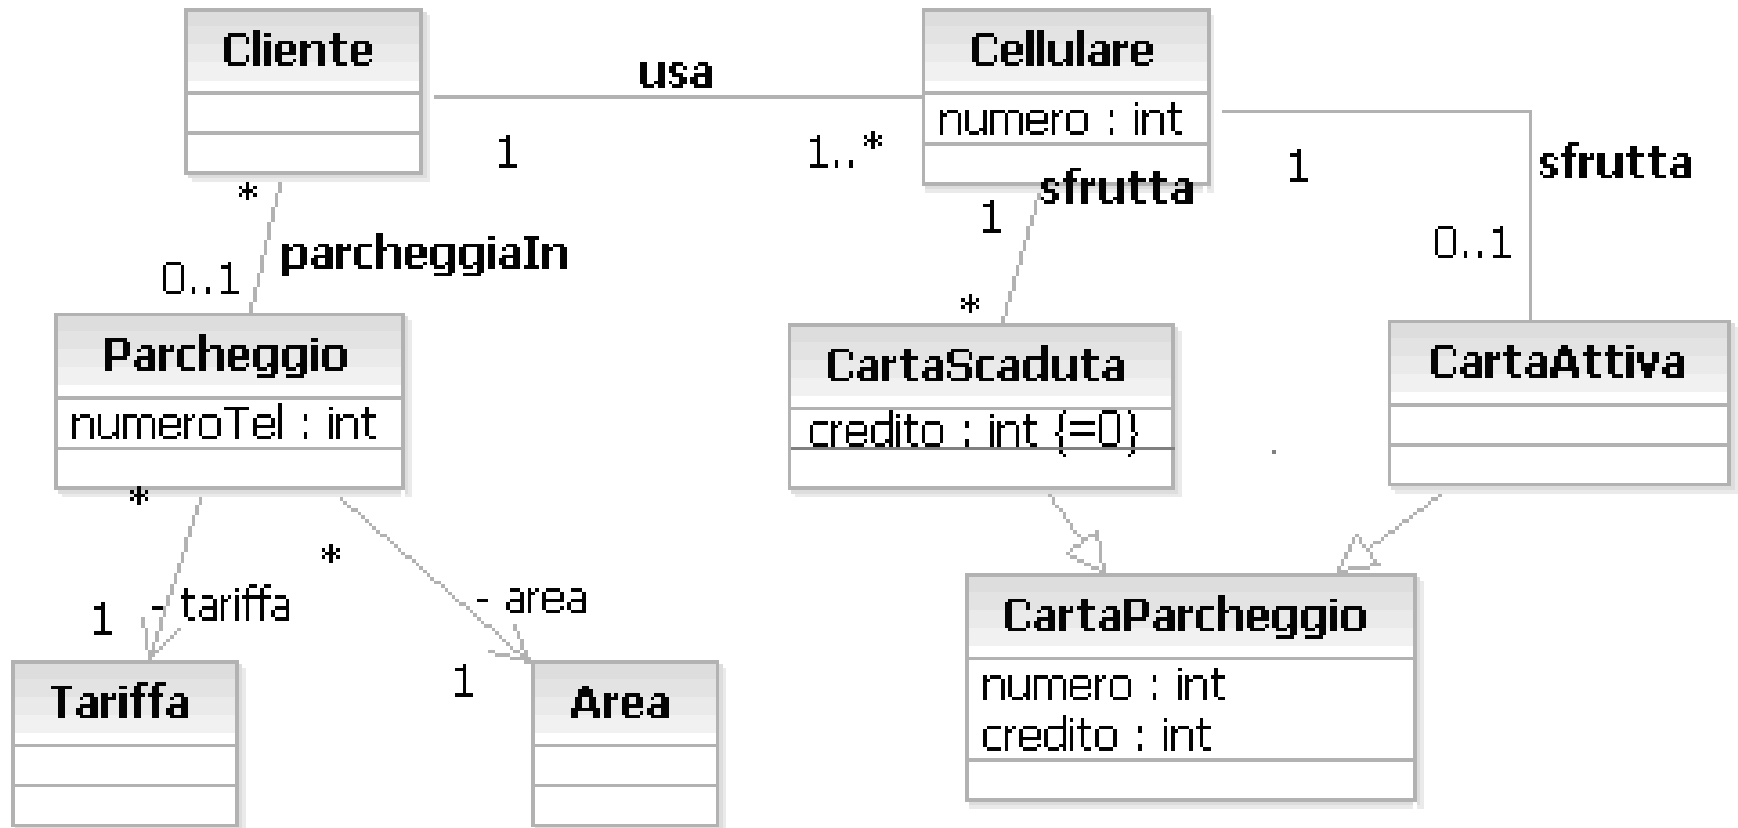 Cliente
Cellulare
usa
numero : int
1
1..*
1
sfrutta
*
sfrutta
1
parcheggiaIn
0..1
0..1
*
Parcheggio
CartaScaduta
CartaAttiva
numeroTel : int
credito : int {=0}
*
*
1
- tariffa
- area
1
CartaParcheggio
numero : int
credito : int
Tariffa
Area